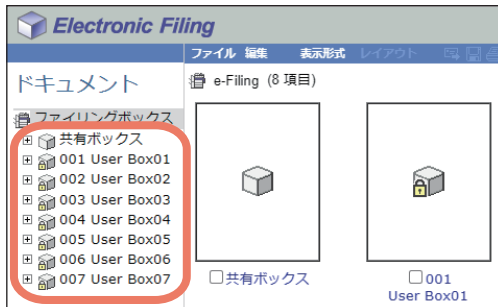 Electronic Filing
ファイル 編集 表示形式 レイアウト
ドキュメント
e-Filing (8 項目)
ファイリングボックス
共有ボックス
001 User Box01
002 User Box02
003 User Box03
004 User Box04
005 User Box05
006 User Box06
007 User Box07
共有ボックス
001
User Box01